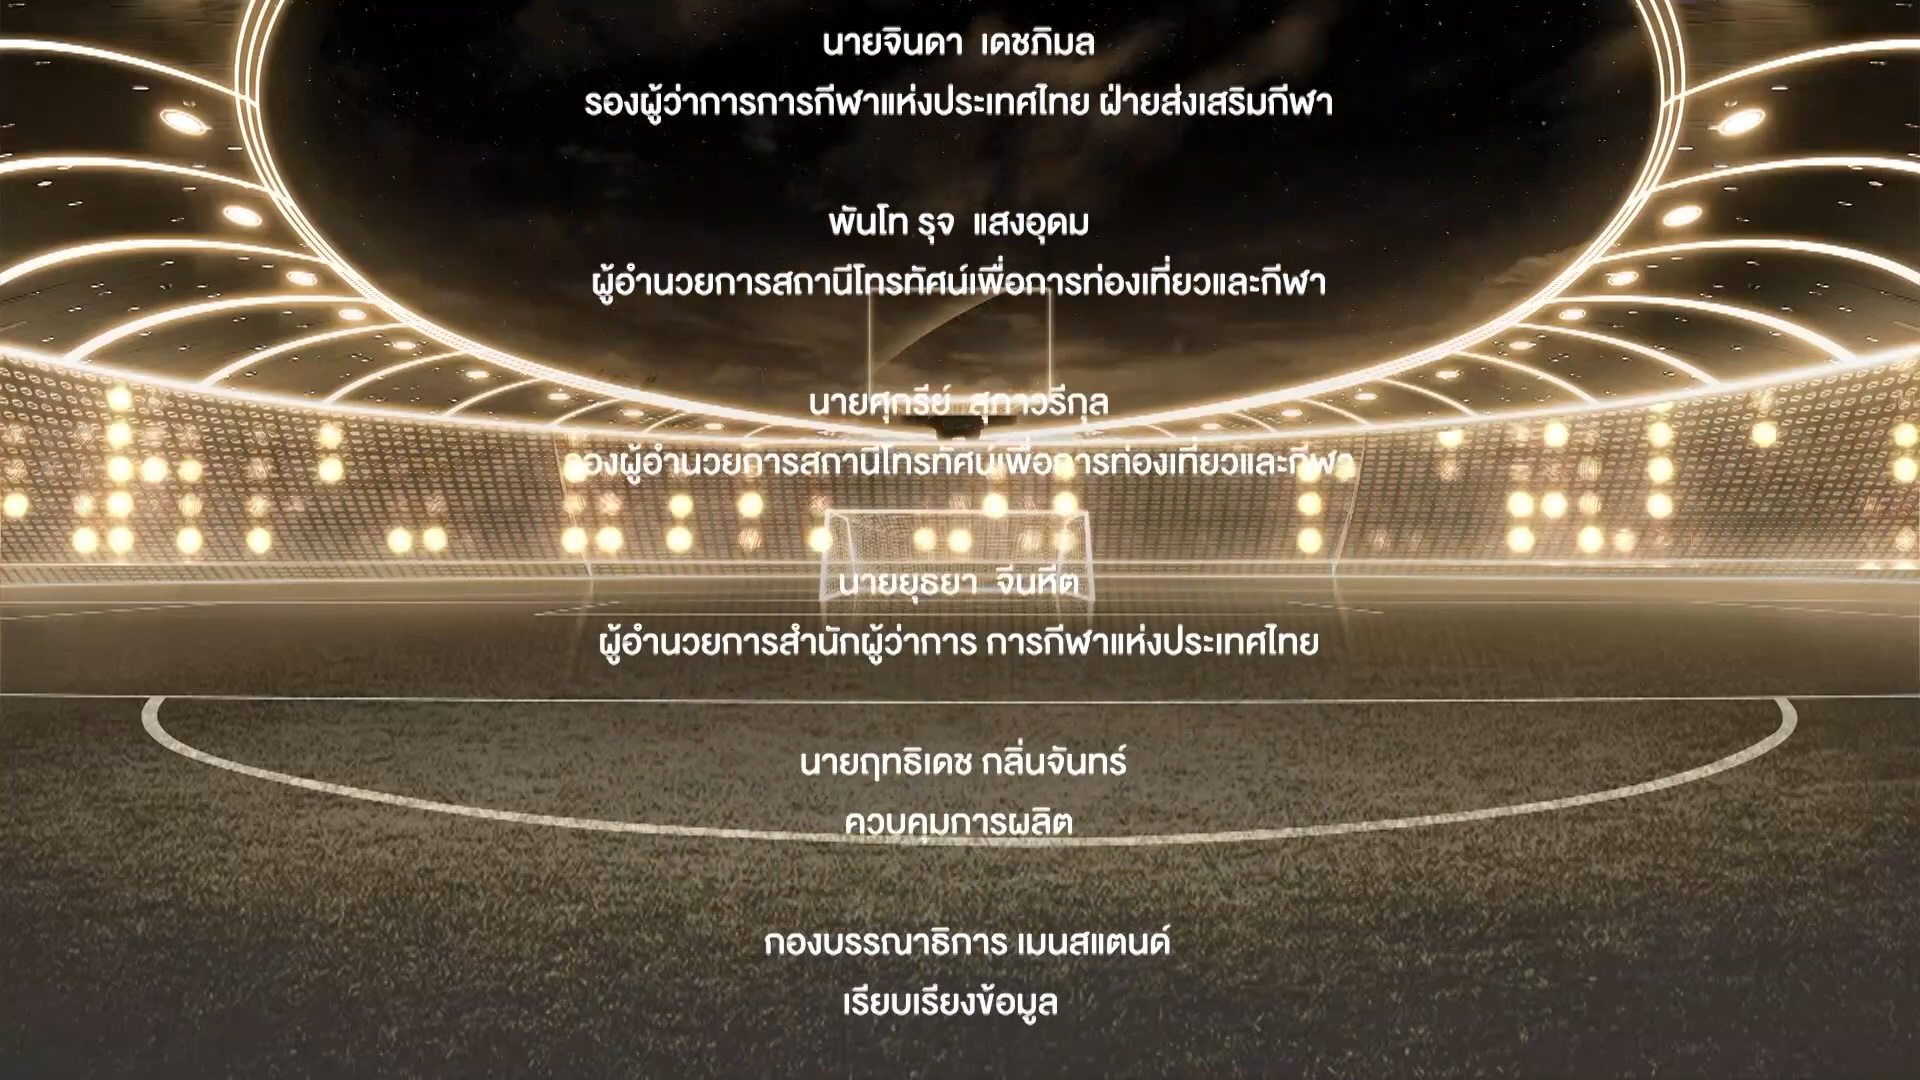 นายจินดา เดชภิมล
รองผู้ว่าการการกีฬาแห่งประเทศไทย ฝ่ายส่งเสริมกีฬา
พันโท รุจ แสงอุดม
ผู้อำนวยการสถานีโทรทัศน์เพื่อการท่องเที่ยวและกีฬา
นายศุกรีย์ สุภาวรีกุล
รองผู้อำนวยการสถานีโทรทัศน์เพื่อการท่องเที่ยวและกีฬา
นายยุธยา จีนหีต
ผู้อำนวยการสำนักผู้ว่าการ การกีฬาแห่งประเทศไทย
นายฤทธิเดช กลิ่นจันทร์
ควบคุมการผลิต
กองบรรณาธิการ เมนสแตนด์
เรียบเรียงข้อมูล